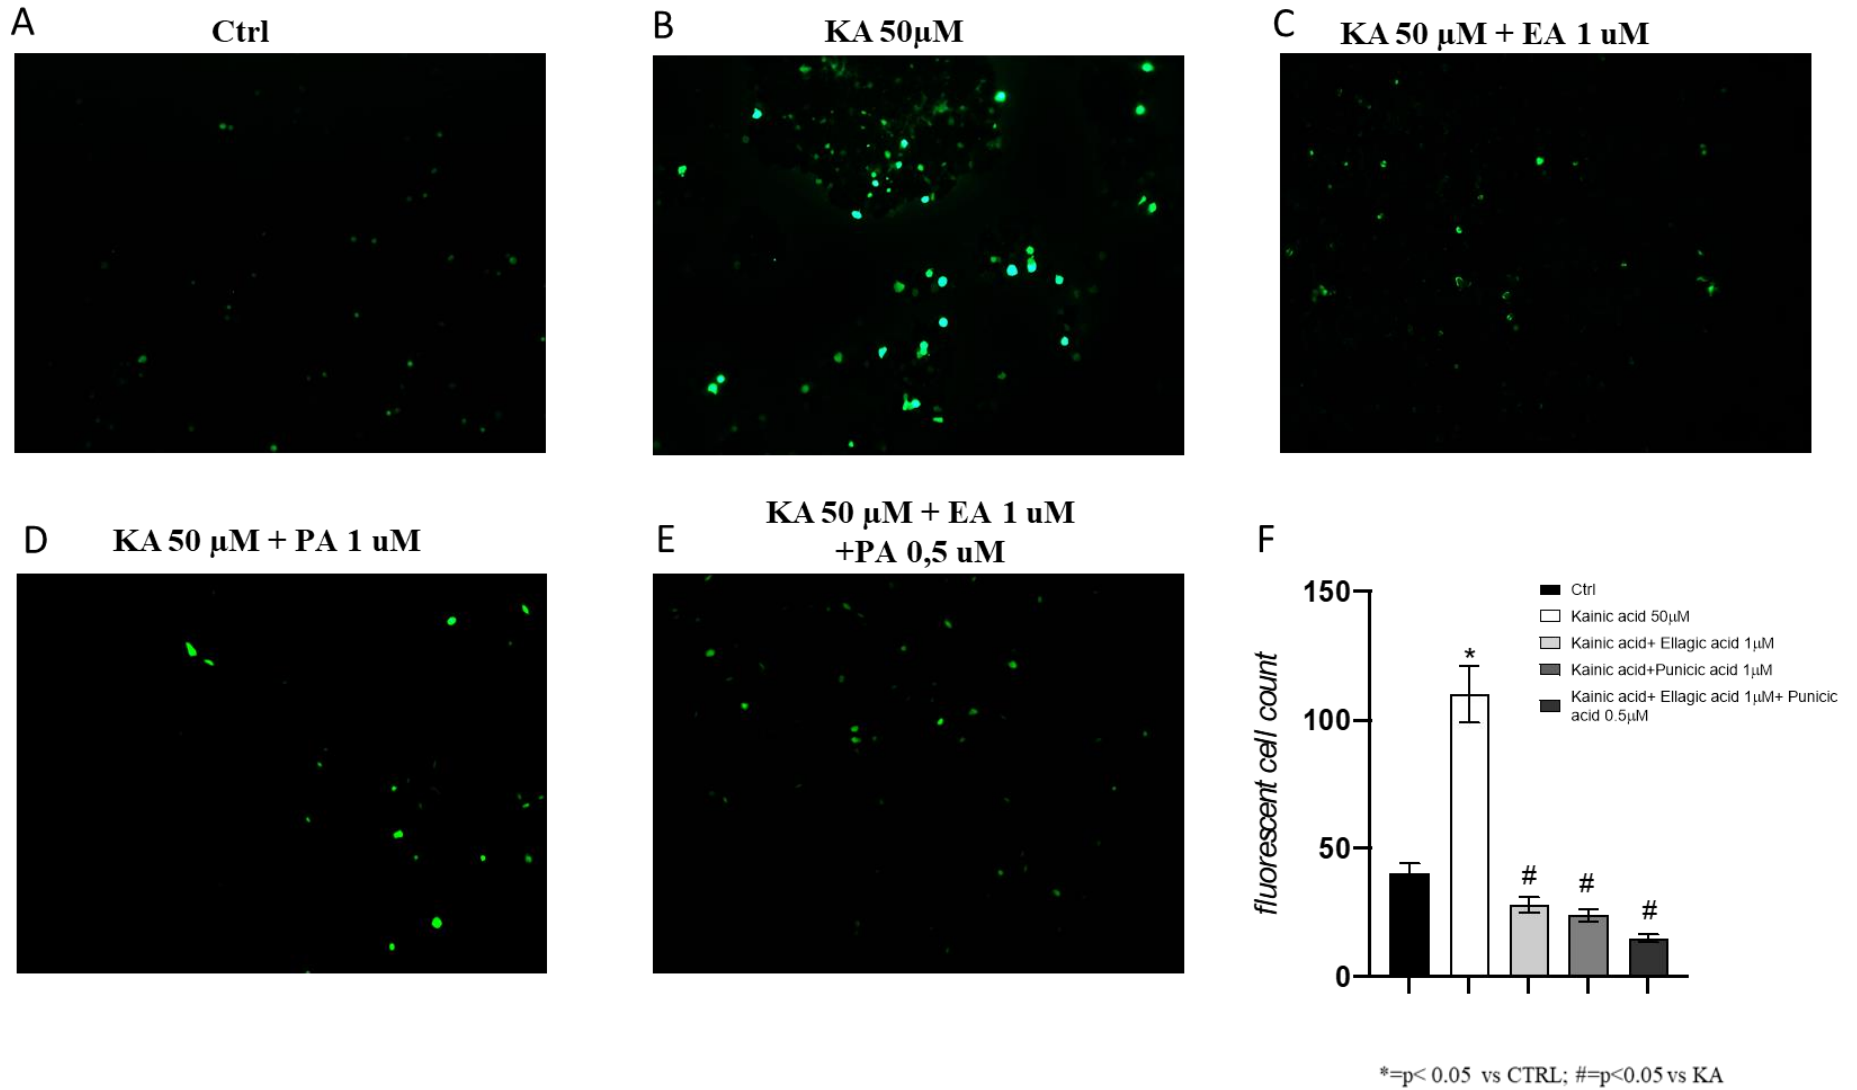 A
Ctrl
B
KA 50µM
C
KA 50 µM + EA 1 uM
D
KA 50 µM + PA 1 uM
E
KA 50 µM + EA 1 uM
+PA 0,5 uM
F
fluorescent cell count
150
100
50
0
*
#
#
#
Ctrl
Kainic acid 50µM
Kainic acid+ Ellagic acid 1µM
Kainic acid+Punicic acid 1µM
Kainic acid+ Ellagic acid 1µM+ Punicic
acid 0.5µM
*=p< 0.05 vs CTRL; #=p<0.05 vs KA